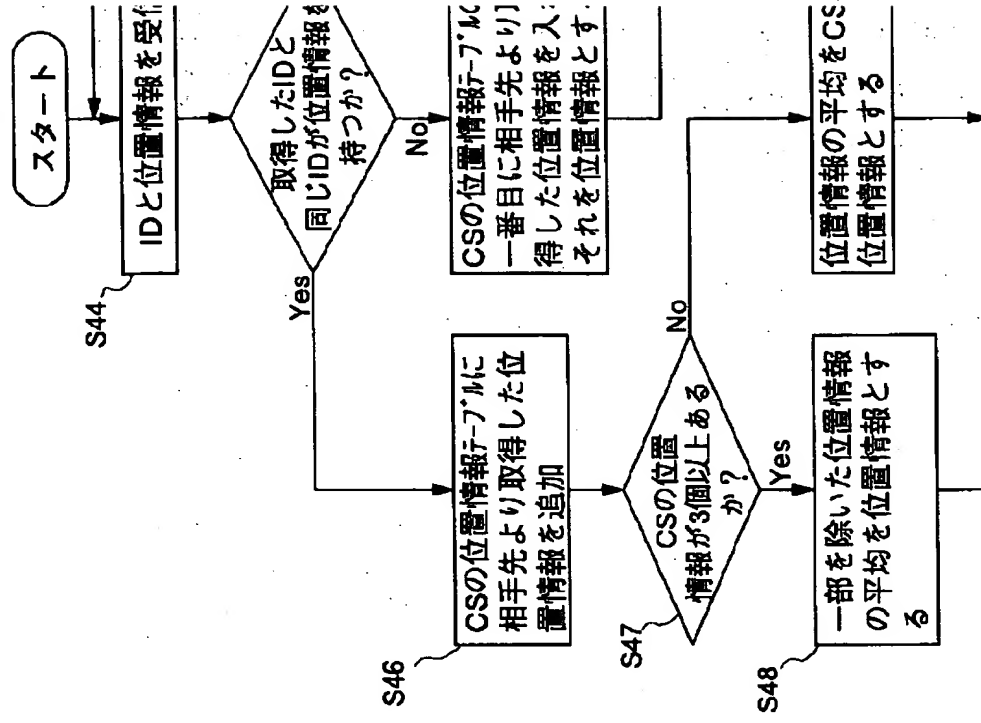 スタート
S44
IDと位置情報を受信
取得したIDと
同じIDが位置情報を
持つか?
Yes
No
S46
CSの位置情報テーブルに
相手先より取得した位
置情報を追加
CSの位置情報テーブルに
一番目に相手先より
得した位置情報を入
それを位置情報とす
S47
CSの位置
情報が3個以上ある
か?
No
Yes
S48
一部を除いた位置情報
の平均を位置情報とす
る
位置情報の平均をCS
位置情報とする